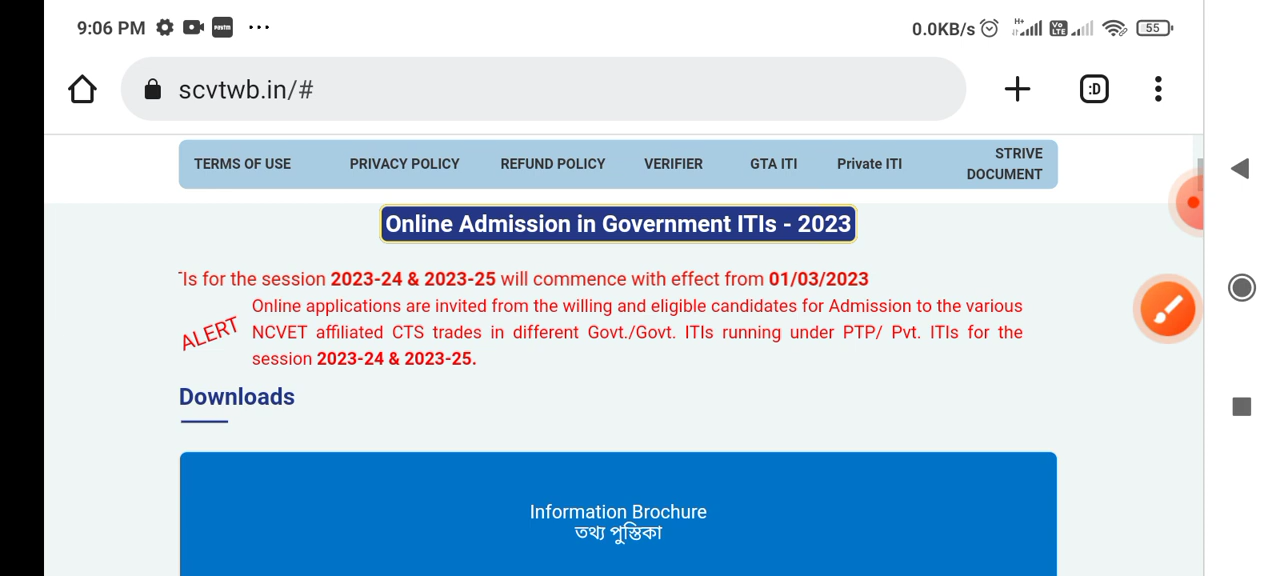 9:06 PM
0.0KB/s
H+
Vo LTE
55
paytm
scvtwb.in/#
:D
TERMS OF USE PRIVACY POLICY REFUND POLICY VERIFIER GTA ITI Private ITI STRIVE
DOCUMENT
Online Admission in Government ITIs - 2023
Is for the session 2023-24 & 2023-25 will commence with effect from 01/03/2023
ALERT
Online applications are invited from the willing and eligible candidates for Admission to the various
NCVET affiliated CTS trades in different Govt./Govt. ITIs running under PTP/ Pvt. ITIs for the
session 2023-24 & 2023-25.
Downloads
Information Brochure
তথ্য পুস্তিকা